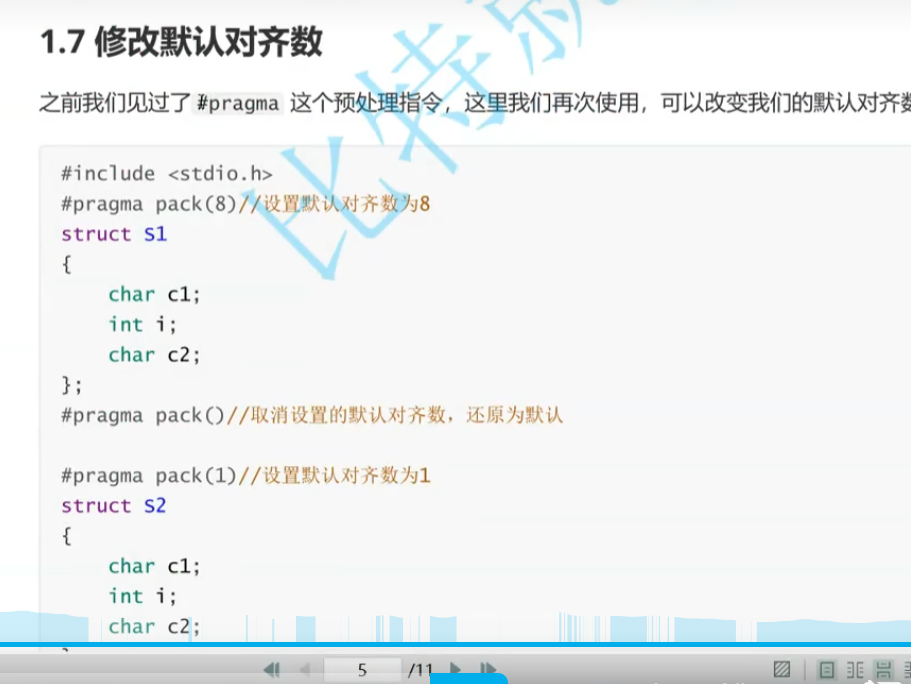 1.7 修改默认对齐数
之前我们见过了 #pragma 这个预处理指令，这里我们再次使用，可以改变我们的默认对齐数
#include <stdio.h>
#pragma pack(8)//设置默认对齐数为8
struct S1
{
    char c1;
    int i;
    char c2;
};
#pragma pack()//取消设置的默认对齐数，还原为默认
#pragma pack(1)//设置默认对齐数为1
struct S2
{
    char c1;
    int i;
    char c2;
比特就
5 /11